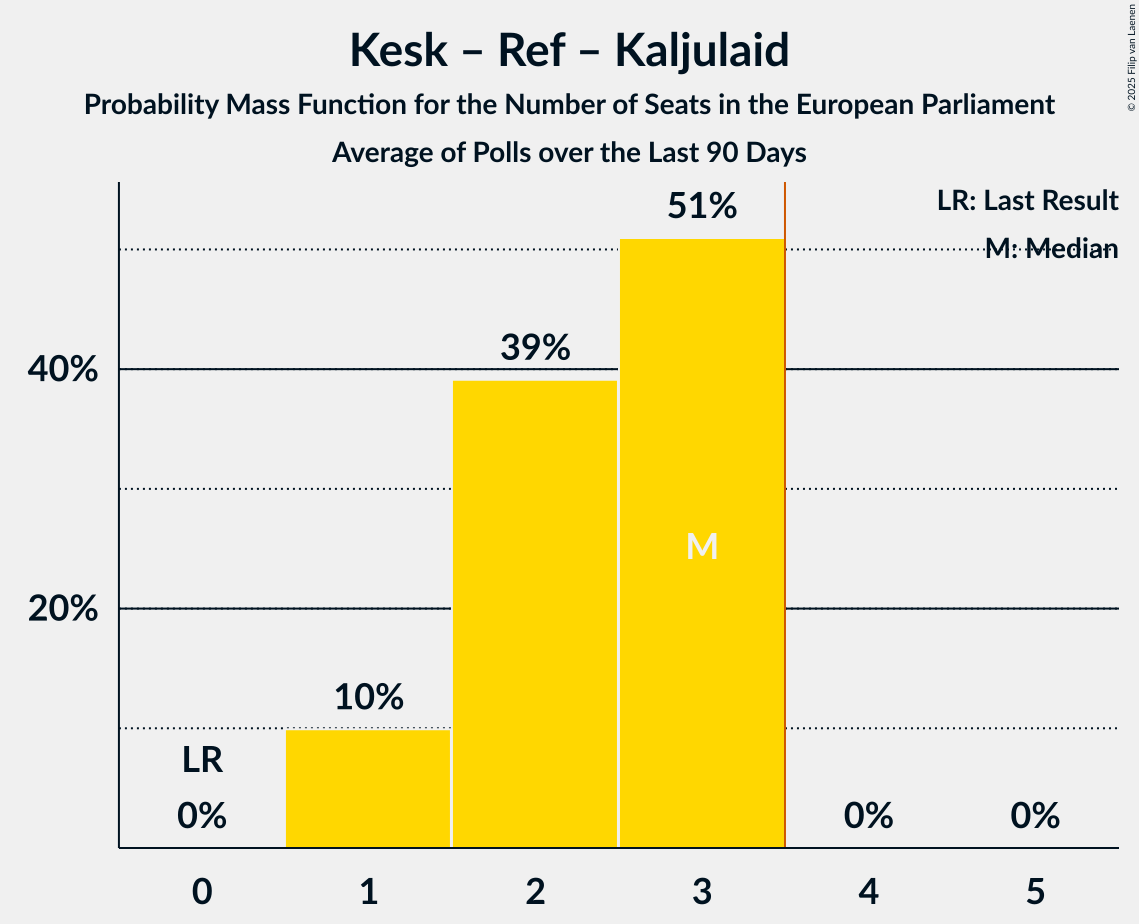 Kesk – Ref – Kaljulaid
Probability Mass Function for the Number of Seats in the European Parliament
Average of Polls over the Last 90 Days
© 2025 Filip van Laenen
LR: Last Result
M: Median
51%
39%
40%
M
20%
10%
LR
0%
0%
0%
0
1
2
3
4
5